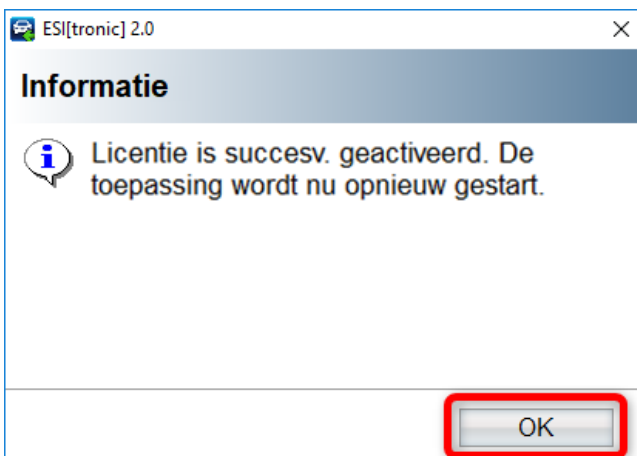 ESI[tronic] 2.0
Informatie
Licentie is succesv. geactiveerd. De
toepassing wordt nu opnieuw gestart.
OK